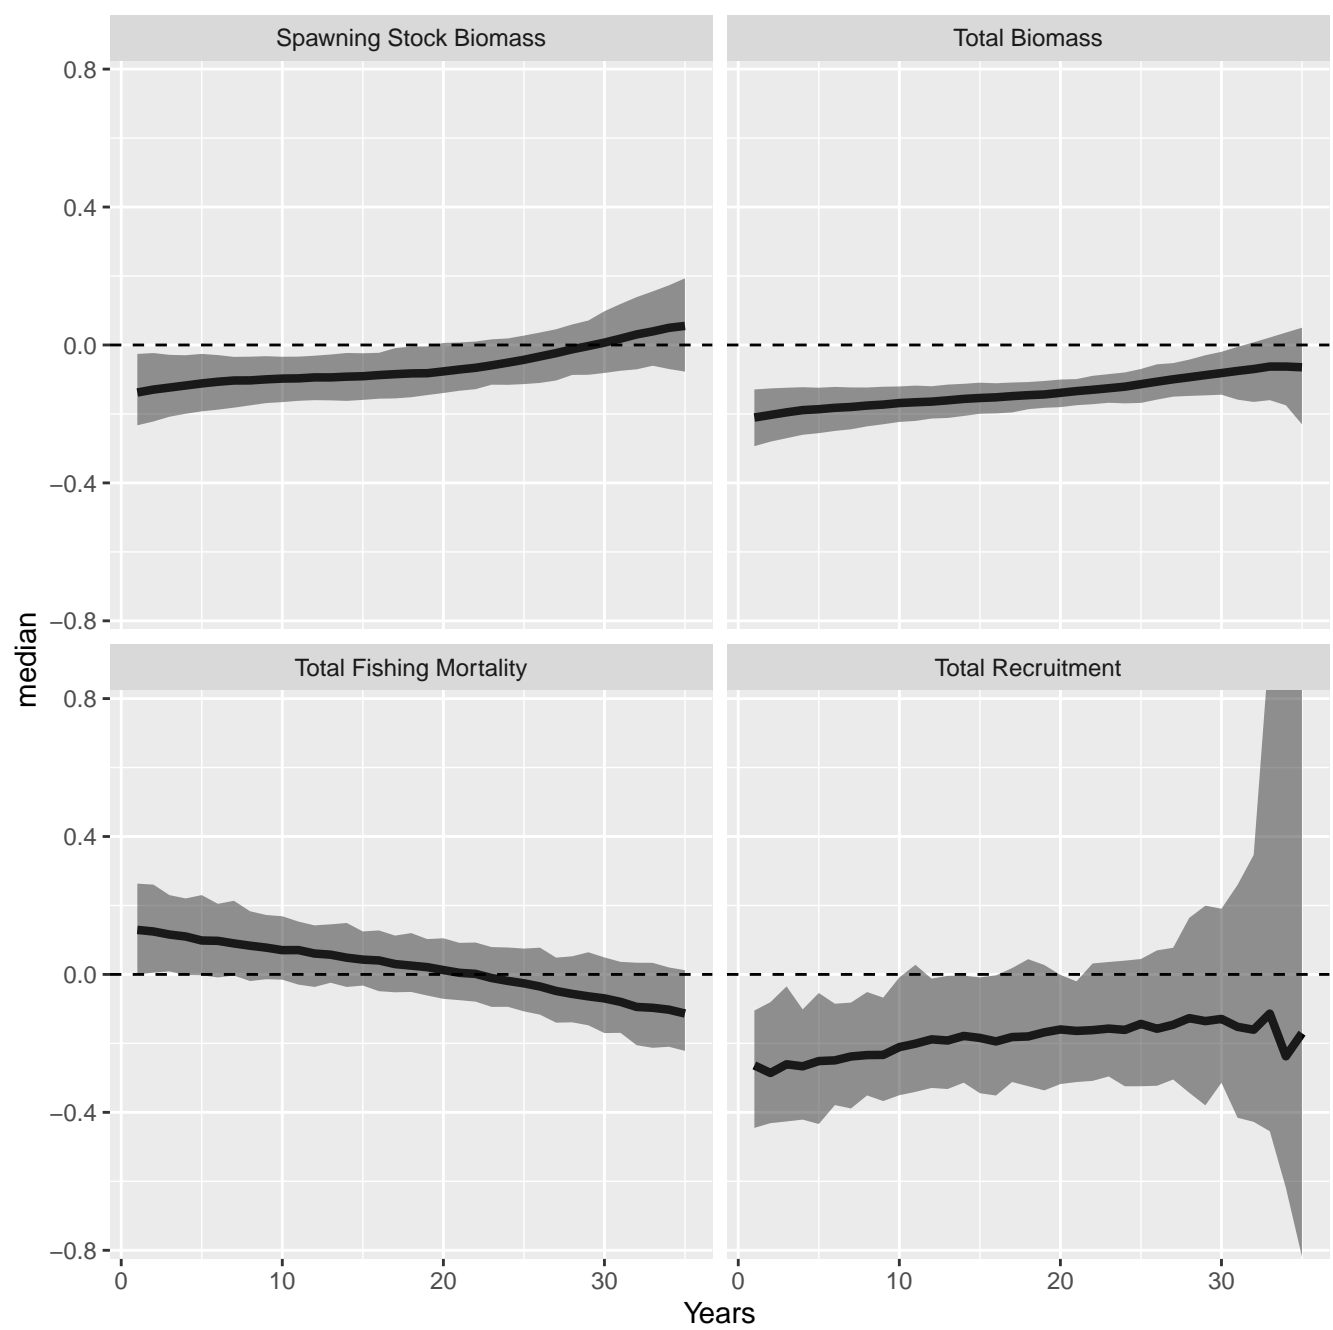 Spawning Stock Biomass
Total Biomass
0.8
0.4
0.0
−0.4
−0.8
median
Total Fishing Mortality
Total Recruitment
0.8
0.4
0.0
−0.4
−0.8
0 10 20 30
0 10 20 30
Years